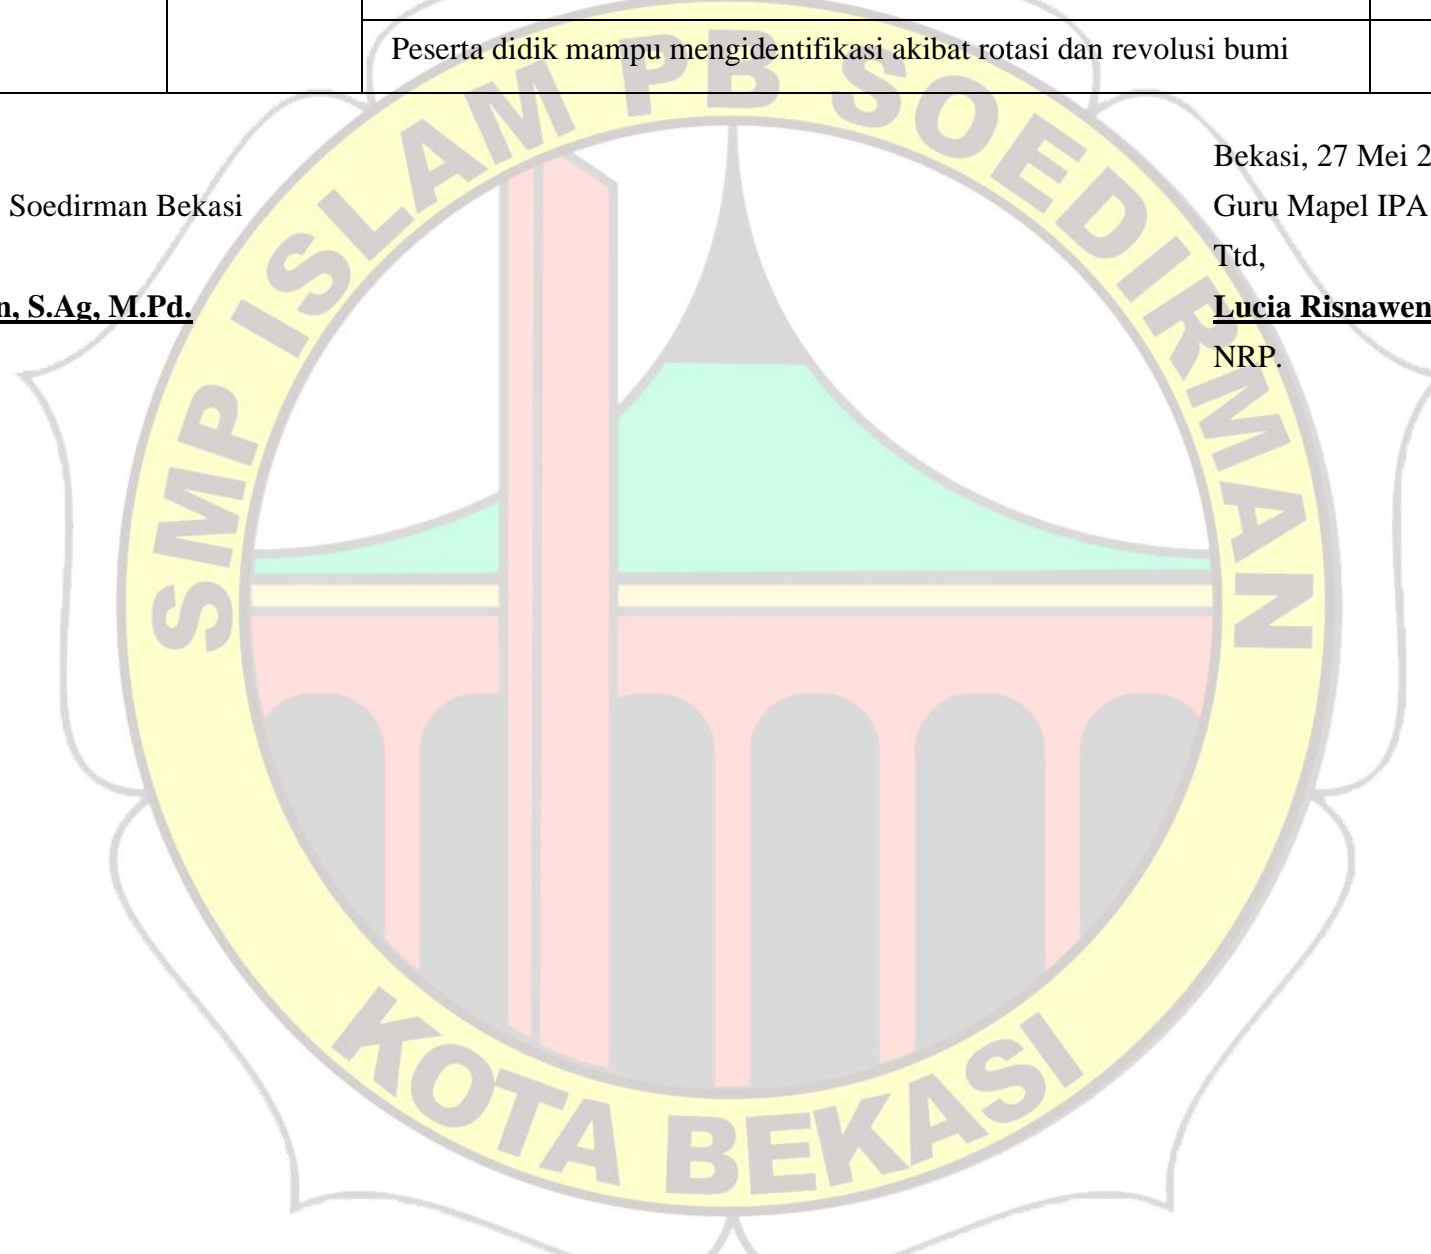 Peserta didik mampu mengidentifikasi akibat rotasi dan revolusi bumi
Bekasi, 27 Mei 2
Soedirman Bekasi
Guru Mapel IPA
Ttd,
n, S.Ag, M.Pd.
Lucia Risnawen
NRP.
SMP ISLAM PB SOEDIRMAN
KOTA BEKASI